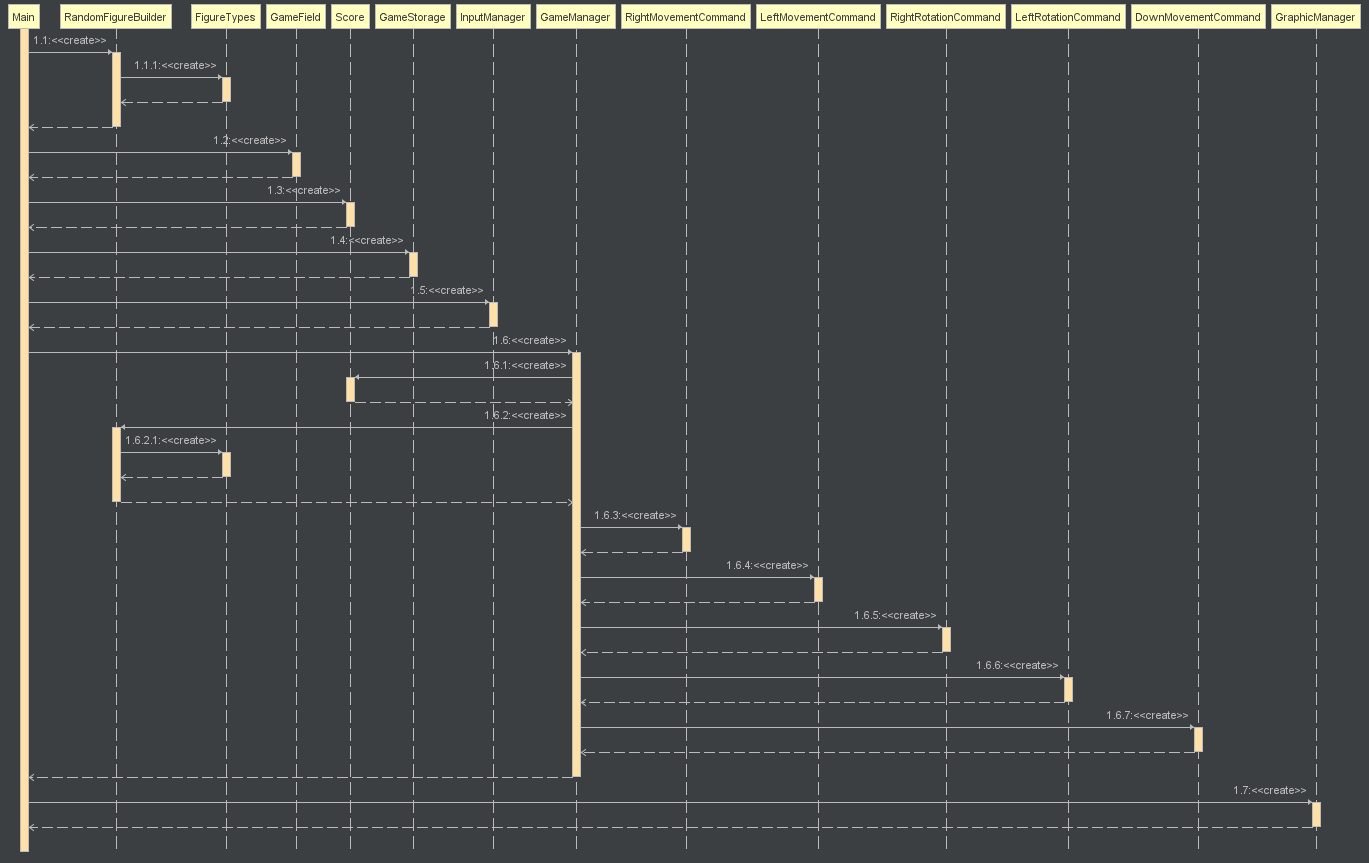 Main
RandomFigureBuilder
FigureTypes
GameField
Score
GameStorage
InputManager
GameManager
RightMovementCommand
LeftMovementCommand
RightRotationCommand
LeftRotationCommand
DownMovementCommand
GraphicManager
1.1:<<create>>
1.1.1:<<create>>
1.2:<<create>>
1.3:<<create>>
1.4:<<create>>
1.5:<<create>>
1.6:<<create>>
1.6.1:<<create>>
1.6.2:<<create>>
1.6.2.1:<<create>>
1.6.3:<<create>>
1.6.4:<<create>>
1.6.5:<<create>>
1.6.6:<<create>>
1.6.7:<<create>>
1.7:<<create>>